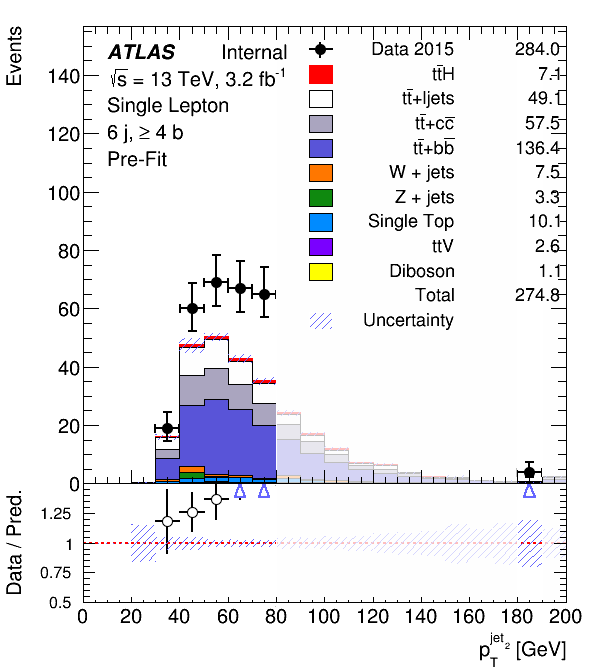 Events
ATLAS Internal
√s = 13 TeV, 3.2 fb⁻¹
Single Lepton
6 j, ≥ 4 b
Pre-Fit
Data 2015 284.0
tt̄H 7.1
tt̄+ljets 49.1
tt̄+cc̄ 57.5
tt̄+bb̄ 136.4
W + jets 7.5
Z + jets 3.3
Single Top 10.1
ttV 2.6
Diboson 1.1
Total 274.8
Uncertainty
140
120
100
80
60
40
20
0
Data / Pred.
1.25
1
0.75
0.5
0 20 40 60 80 100 120 140 160 180 200
p_T^{jet_2} [GeV]